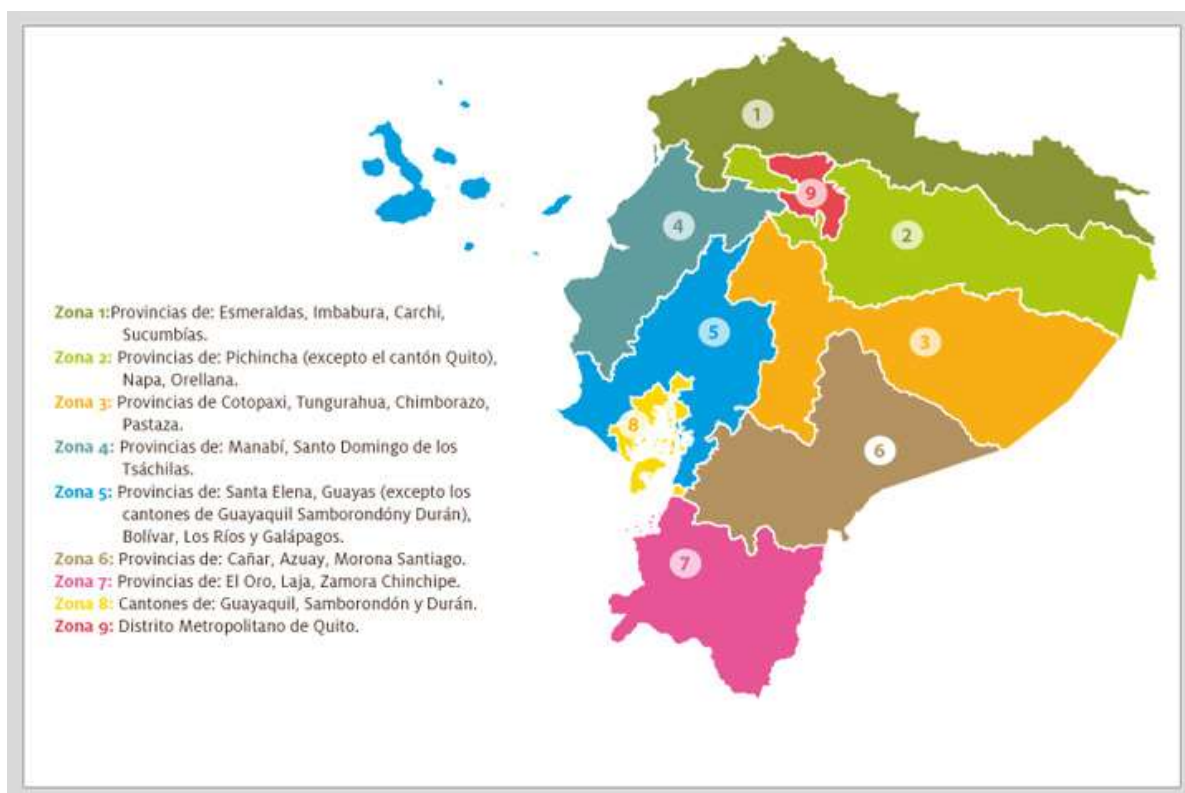 1
9
4
2
5
3
8
6
7
Zona 1:Provincias de: Esmeraldas, Imbabura, Carchi,
Sucumbías.
Zona 2: Provincias de: Pichincha (excepto el cantón Quito),
Napa, Orellana.
Zona 3: Provincias de Cotopaxi, Tungurahua, Chimborazo,
Pastaza.
Zona 4: Provincias de: Manabí, Santo Domingo de los
Tsáchilas.
Zona 5: Provincias de: Santa Elena, Guayas (excepto los
cantones de Guayaquil Samborondóny Durán),
Bolívar, Los Ríos y Galápagos.
Zona 6: Provincias de: Cañar, Azuay, Morona Santiago.
Zona 7: Provincias de: El Oro, Laja, Zamora Chinchipe.
Zona 8: Cantones de: Guayaquil, Samborondón y Durán.
Zona 9: Distrito Metropolitano de Quito.